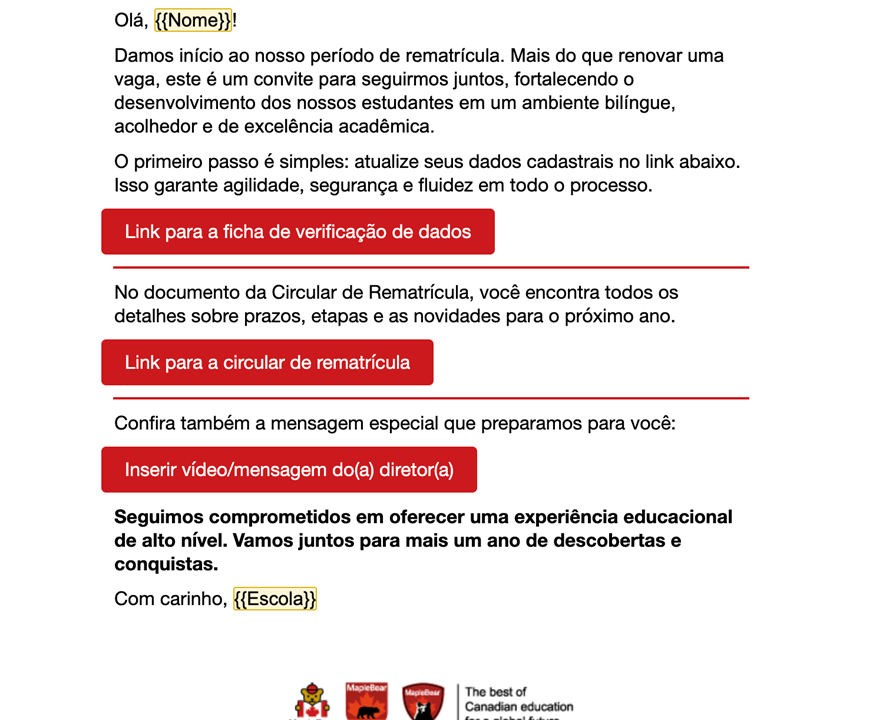 Olá, {{Nome}}!
Damos início ao nosso período de rematrícula. Mais do que renovar uma
vaga, este é um convite para seguirmos juntos, fortalecendo o
desenvolvimento dos nossos estudantes em um ambiente bilíngue,
acolhedor e de excelência acadêmica.
O primeiro passo é simples: atualize seus dados cadastrais no link abaixo.
Isso garante agilidade, segurança e fluidez em todo o processo.
Link para a ficha de verificação de dados
No documento da Circular de Rematrícula, você encontra todos os
detalhes sobre prazos, etapas e as novidades para o próximo ano.
Link para a circular de rematrícula
Confira também a mensagem especial que preparamos para você:
Inserir vídeo/mensagem do(a) diretor(a)
Seguimos comprometidos em oferecer uma experiência educacional
de alto nível. Vamos juntos para mais um ano de descobertas e
conquistas.
Com carinho, {{Escola}}
MapleBear MapleBear The best of
Canadian education